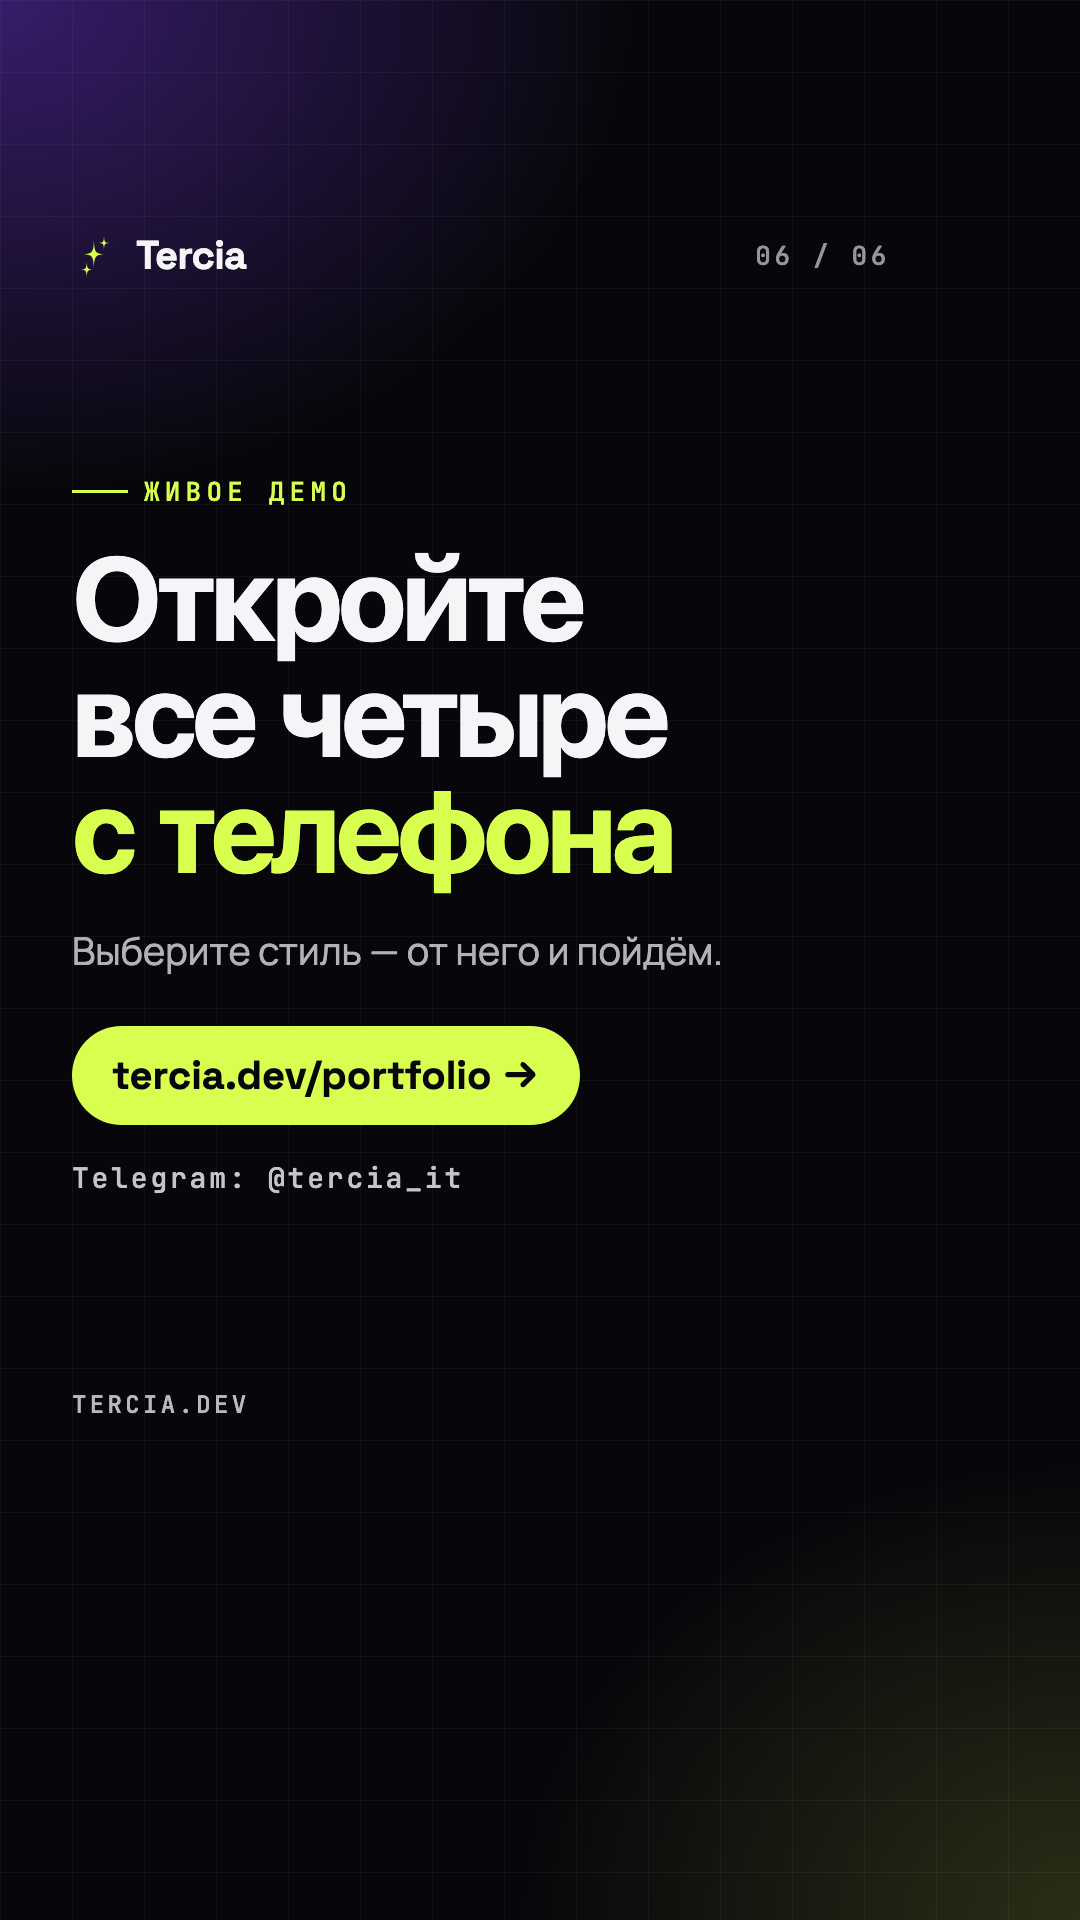 Tercia
06 / 06
ЖИВОЕ ДЕМО
Откройте
все четыре
с телефона
Выберите стиль — от него и пойдём.
tercia.dev/portfolio →
Telegram: @tercia_it
TERCIA.DEV